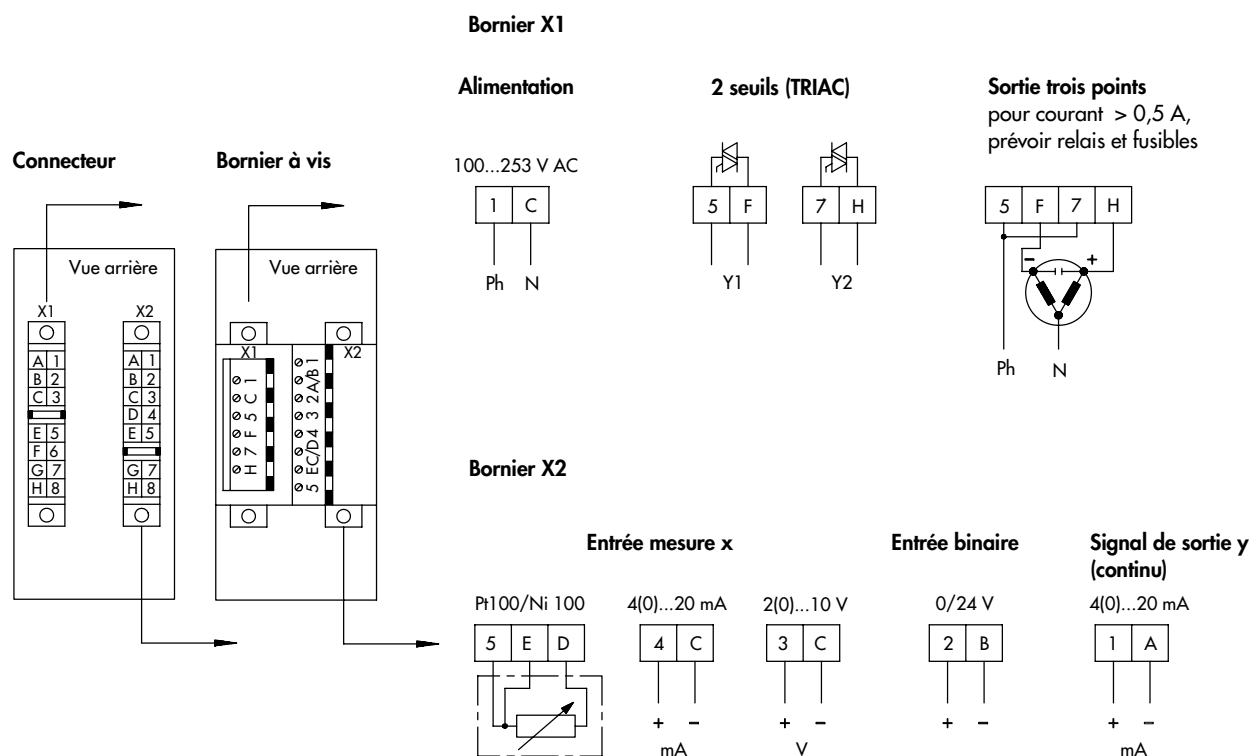 Bornier X1
Alimentation
2 seuils (TRIAC)
Sortie trois points
pour courant > 0,5 A,
prévoir relais et fusibles
Connecteur
Bornier à vis
100...253 V AC
1 C
5 F
7 H
5 F 7 H
Ph N
Y1
Y2
– +
Ph N
Vue arrière
Vue arrière
X1
X2
A 1
B 2
C 3
E 5
F 6
G 7
H 8
A 1
B 2
C 3
D 4
E 5
G 7
H 8
X1
X2
H 7 F 5 C 1
5 EC/D4 3 2A/B 1
Bornier X2
Entrée mesure x
Entrée binaire
Signal de sortie y
(continu)
Pt100/Ni 100
4(0)...20 mA
2(0)...10 V
0/24 V
4(0)...20 mA
5 E D
4 C
3 C
2 B
1 A
+ –
+ –
+ –
+ –
mA
V
mA